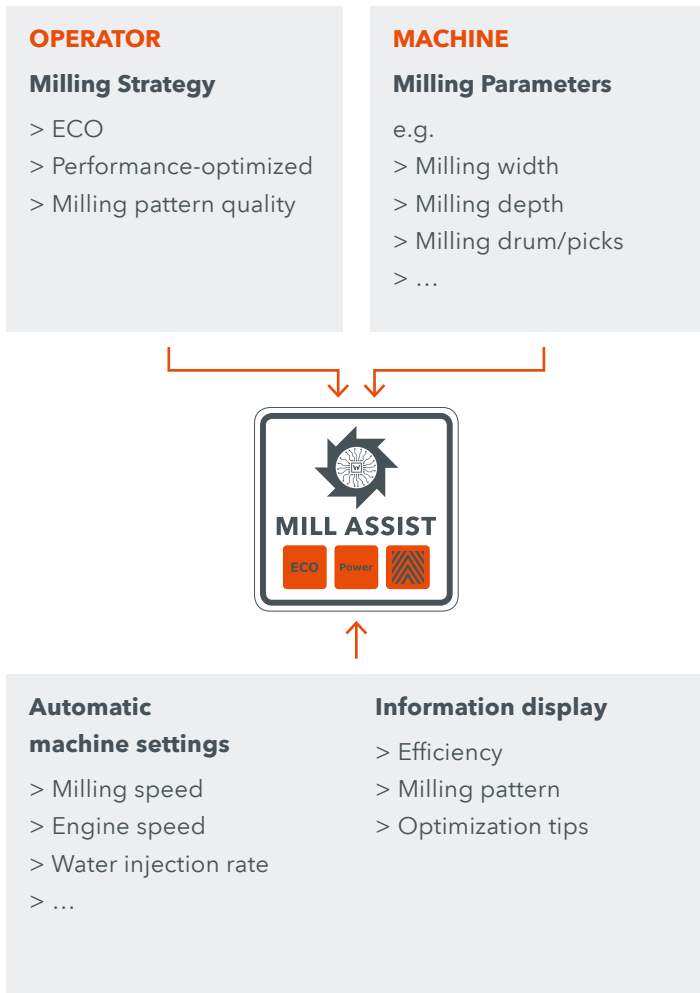 OPERATOR
Milling Strategy
> ECO
> Performance-optimized
> Milling pattern quality
MACHINE
Milling Parameters
e.g.
> Milling width
> Milling depth
> Milling drum/picks
> ...
MILL ASSIST
ECO
Power
Automatic
machine settings
> Milling speed
> Engine speed
> Water injection rate
> ...
Information display
> Efficiency
> Milling pattern
> Optimization tips